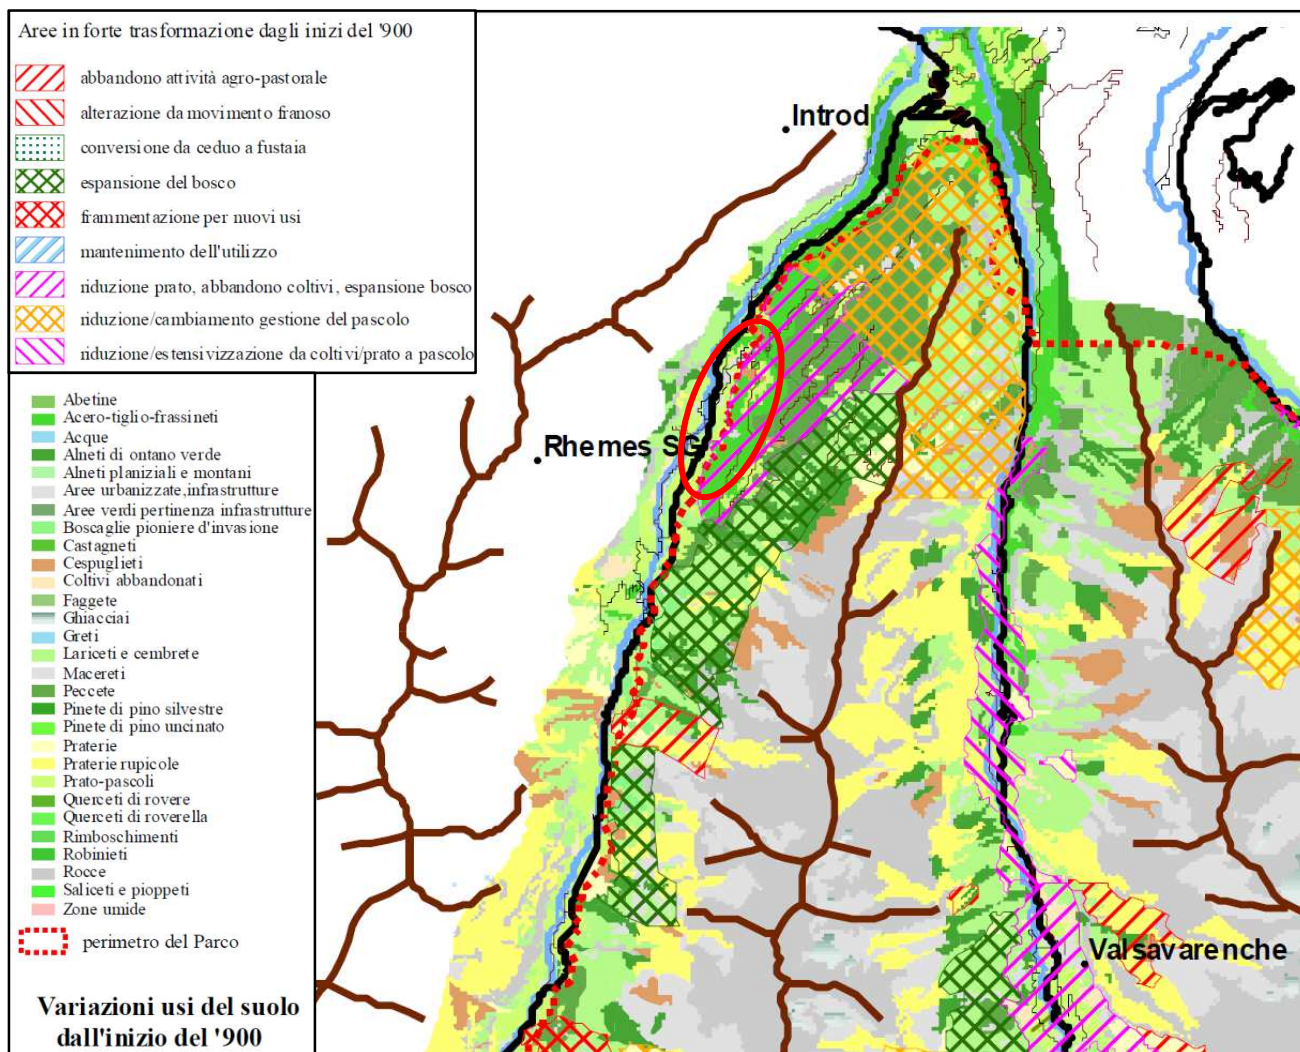 Aree in forte trasformazione dagli inizi del '900
abbandono attività agro-pastorale
alterazione da movimento franoso
conversione da ceduo a fustaia
espansione del bosco
frammentazione per nuovi usi
mantenimento dell'utilizzo
riduzione prato, abbandono coltivi, espansione bosco
riduzione/cambiamento gestione del pascolo
riduzione/estensivizzazione da coltivi/prato a pascolo
Abetine
Acero-tiglio-frassineti
Acque
Alneti di ontano verde
Alneti planiziali e montani
Aree urbanizzate,infrastrutture
Aree verdi pertinenza infrastrutture
Boscaglie pioniere d'invasione
Castagneti
Cespuglieti
Coltivi abbandonati
Faggete
Ghiacciai
Greti
Lariceti e cembrete
Macereti
Peccete
Pinete di pino silvestre
Pinete di pino uncinato
Praterie
Praterie rupicole
Prato-pascoli
Querceti di rovere
Querceti di roverella
Rimboschimenti
Robinieti
Rocce
Saliceti e pioppeti
Zone umide
perimetro del Parco
Variazioni usi del suolo
dall'inizio del '900
Introd
Rhemes SG
Valsavarenche